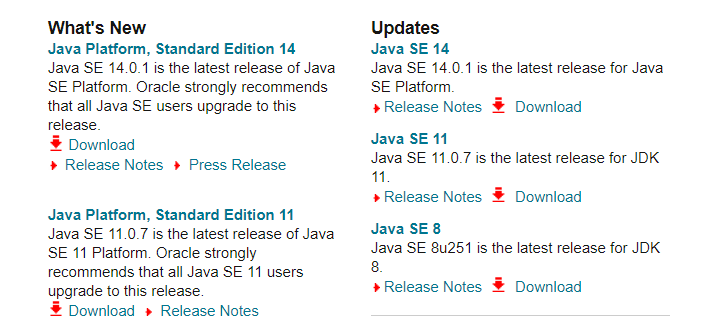 What's New
Java Platform, Standard Edition 14
Java SE 14.0.1 is the latest release of Java
SE Platform. Oracle strongly recommends
that all Java SE users upgrade to this
release.
Download
Release Notes Press Release
Java Platform, Standard Edition 11
Java SE 11.0.7 is the latest release of Java
SE 11 Platform. Oracle strongly
recommends that all Java SE 11 users
upgrade to this release.
Download Release Notes
Updates
Java SE 14
Java SE 14.0.1 is the latest release for Java
SE Platform.
Release Notes Download
Java SE 11
Java SE 11.0.7 is the latest release for JDK
11.
Release Notes Download
Java SE 8
Java SE 8u251 is the latest release for JDK
8.
Release Notes Download